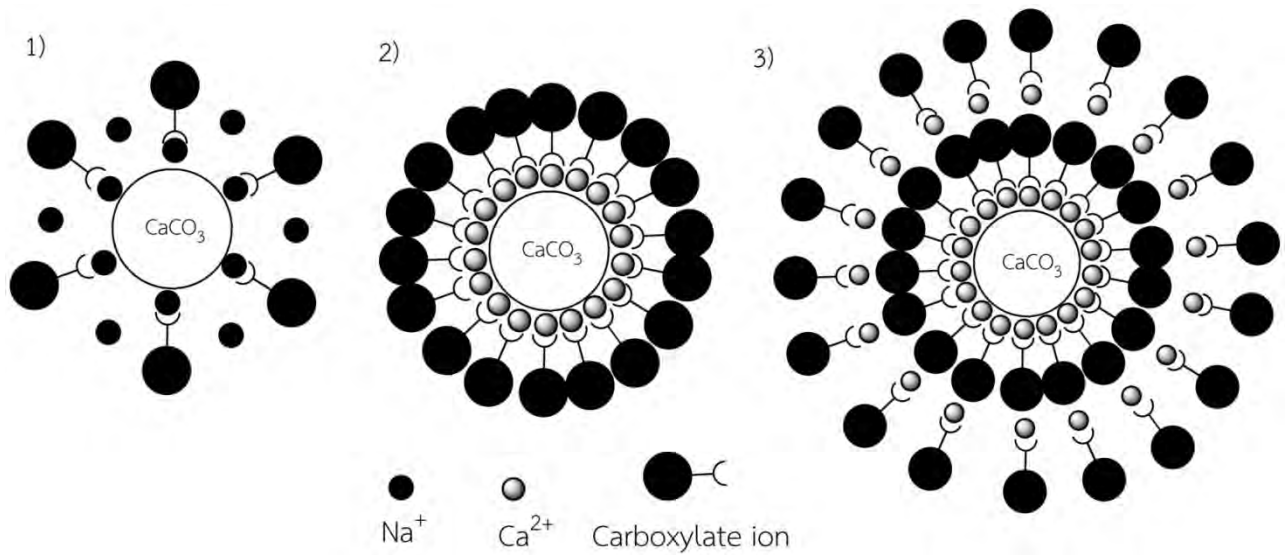 1)
2)
3)
CaCO₃
CaCO₃
CaCO₃
Na⁺
Ca²⁺
Carboxylate ion